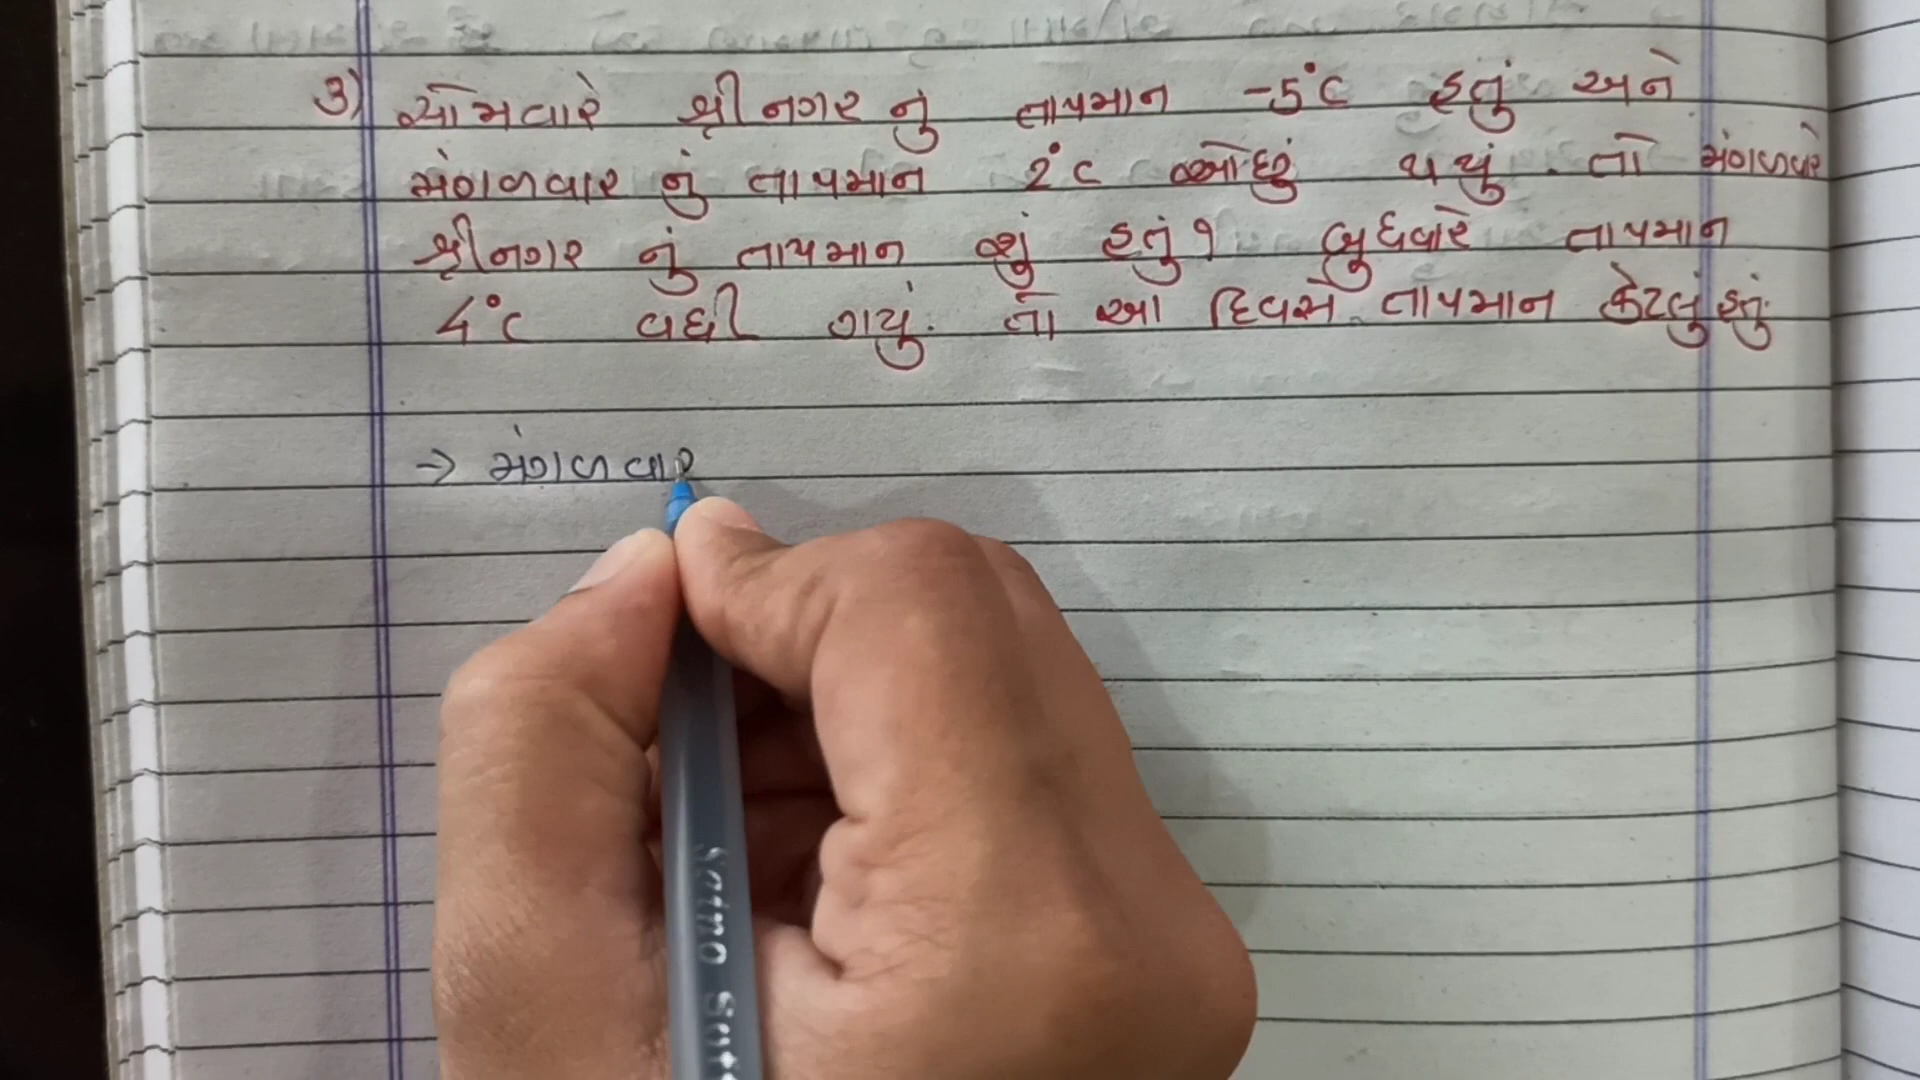 3) સોમવારે શ્રીનગર નું તાપમાન -5°C હતું અને
મંગળવાર નું તાપમાન 2°C ઓછું થયું. તો મંગળવારે
શ્રીનગર નું તાપમાન શું હતું? બુધવારે તાપમાન
4°C વધી ગયું. તો આ દિવસે તાપમાન કેટલું હતું.
→ મંગળવાર
Satno